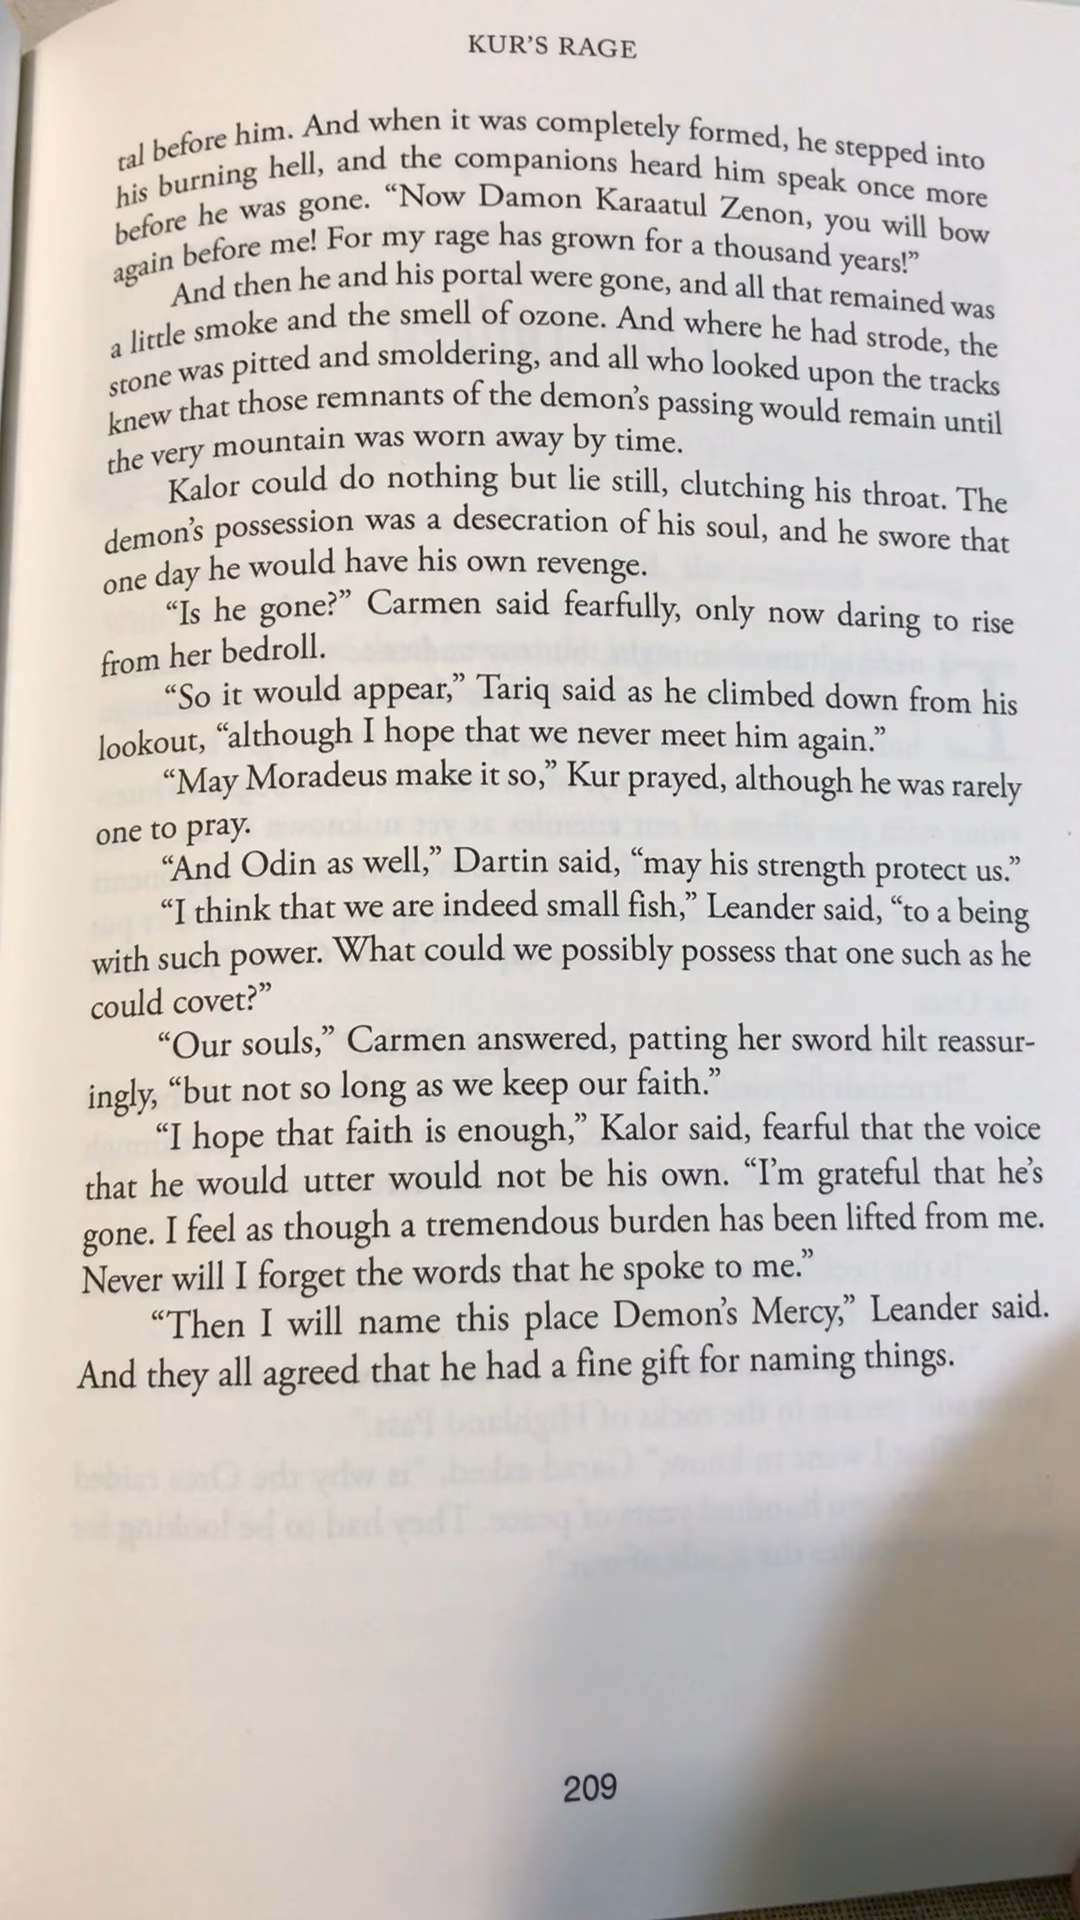 KUR'S RAGE
tal before him. And when it was completely formed, he stepped into
his burning hell, and the companions heard him speak once more
before he was gone. “Now Damon Karaatul Zenon, you will bow
again before me! For my rage has grown for a thousand years!”
And then he and his portal were gone, and all that remained was
a little smoke and the smell of ozone. And where he had strode, the
stone was pitted and smoldering, and all who looked upon the tracks
knew that those remnants of the demon’s passing would remain until
the very mountain was worn away by time.
Kalor could do nothing but lie still, clutching his throat. The
demon’s possession was a desecration of his soul, and he swore that
one day he would have his own revenge.
“Is he gone?” Carmen said fearfully, only now daring to rise
from her bedroll.
“So it would appear,” Tariq said as he climbed down from his
lookout, “although I hope that we never meet him again.”
“May Moradeus make it so,” Kur prayed, although he was rarely
one to pray.
“And Odin as well,” Dartin said, “may his strength protect us.”
“I think that we are indeed small fish,” Leander said, “to a being
with such power. What could we possibly possess that one such as he
could covet?”
“Our souls,” Carmen answered, patting her sword hilt reassur-
ingly, “but not so long as we keep our faith.”
“I hope that faith is enough,” Kalor said, fearful that the voice
that he would utter would not be his own. “I’m grateful that he’s
gone. I feel as though a tremendous burden has been lifted from me.
Never will I forget the words that he spoke to me.”
“Then I will name this place Demon’s Mercy,” Leander said.
And they all agreed that he had a fine gift for naming things.
209